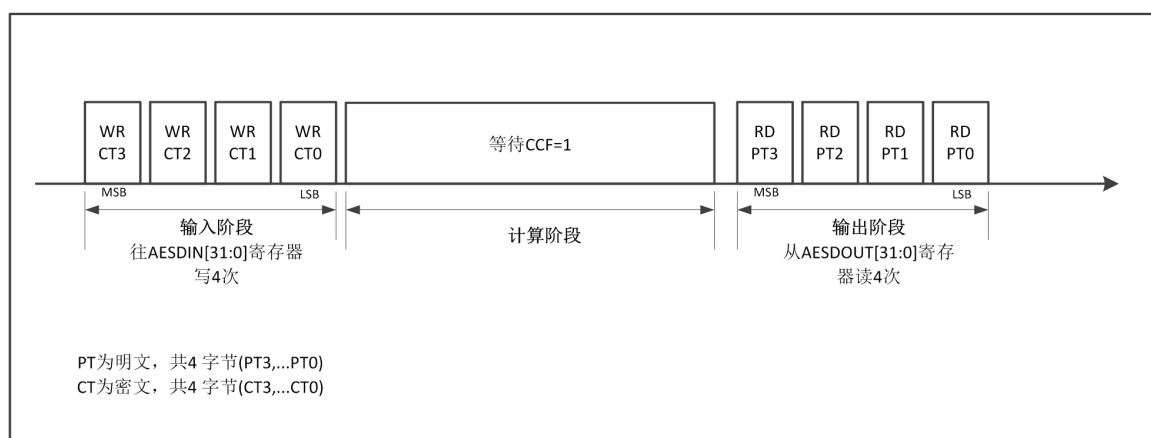 WR CT3
WR CT2
WR CT1
WR CT0
等待CCF=1
RD PT3
RD PT2
RD PT1
RD PT0
MSB
LSB
MSB
LSB
输入阶段
往AESDIN[31:0]寄存器
写4次
计算阶段
输出阶段
从AESDOUT[31:0]寄存
器读4次
PT为明文，共4 字节(PT3,...PT0)
CT为密文，共4 字节(CT3,...CT0)